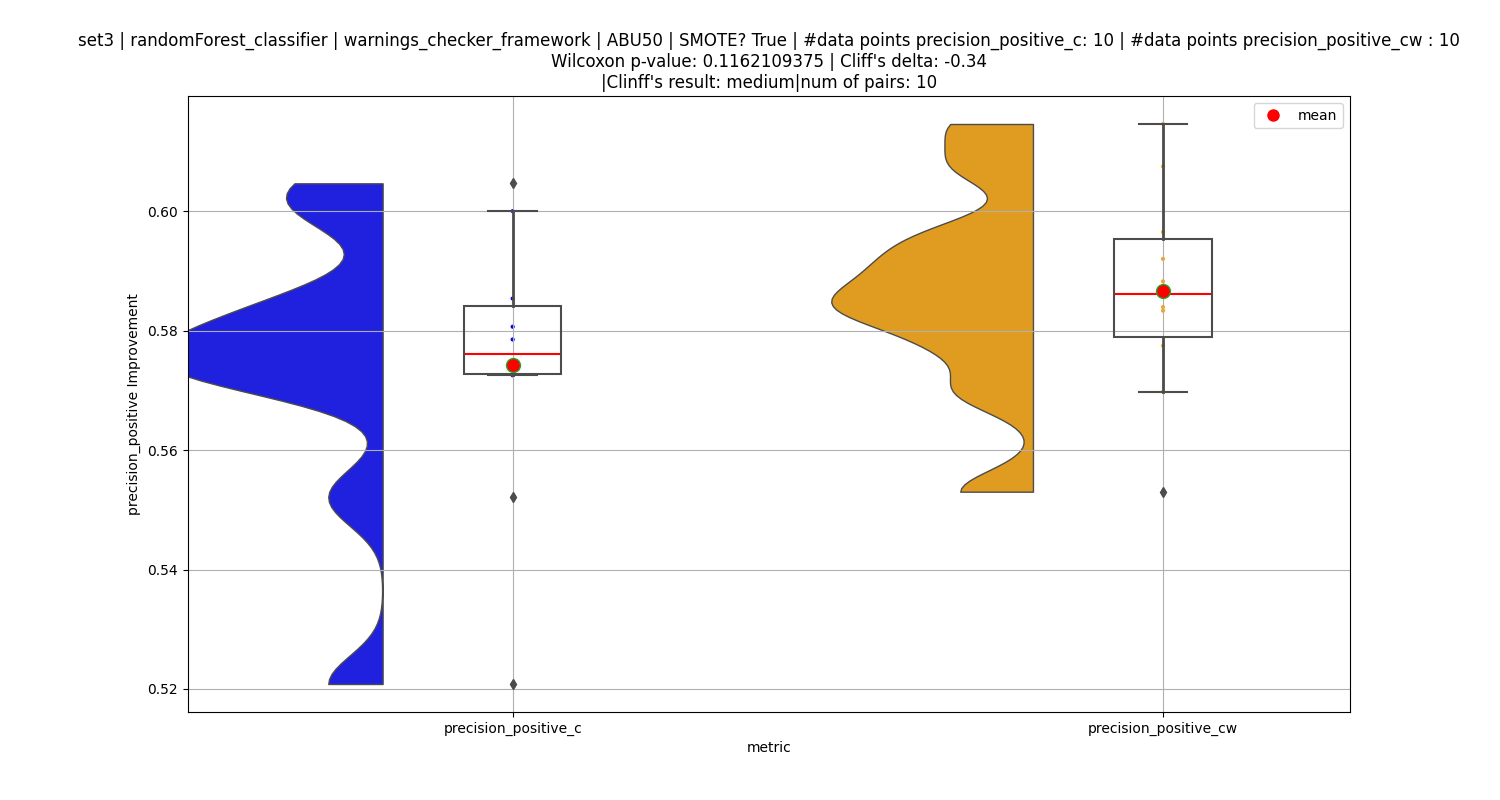 set3 | randomForest_classifier | warnings_checker_framework | ABU50 | SMOTE? True | #data points precision_positive_c: 10 | #data points precision_positive_cw : 10
Wilcoxon p-value: 0.1162109375 | Cliff's delta: -0.34
|Clinff's result: medium|num of pairs: 10
mean
0.60
0.58
0.56
0.54
0.52
precision_positive Improvement
precision_positive_c
precision_positive_cw
metric